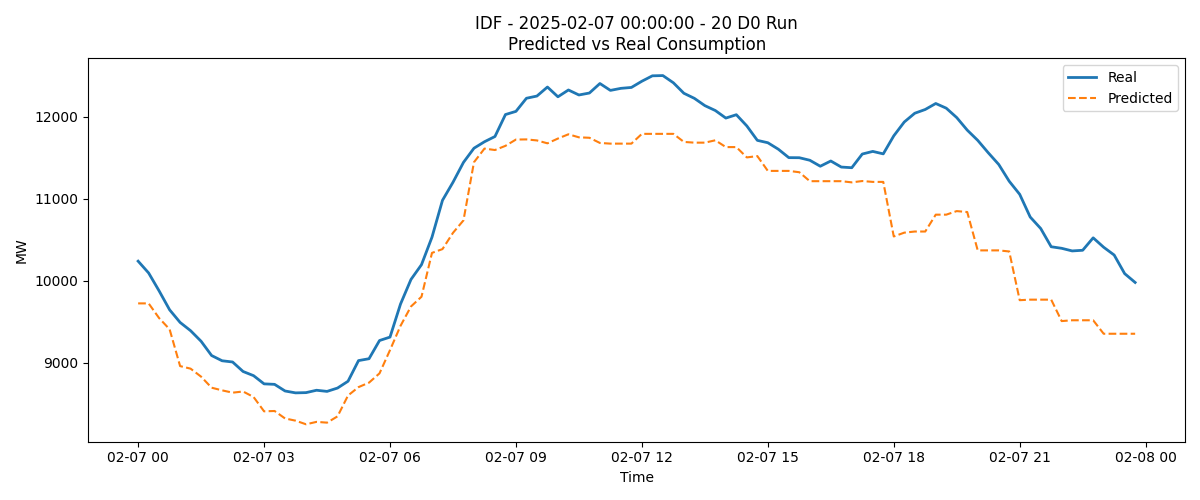 IDF - 2025-02-07 00:00:00 - 20 D0 Run
Predicted vs Real Consumption
Real
Predicted
MW
12000
11000
10000
9000
02-07 00
02-07 03
02-07 06
02-07 09
02-07 12
02-07 15
02-07 18
02-07 21
02-08 00
Time